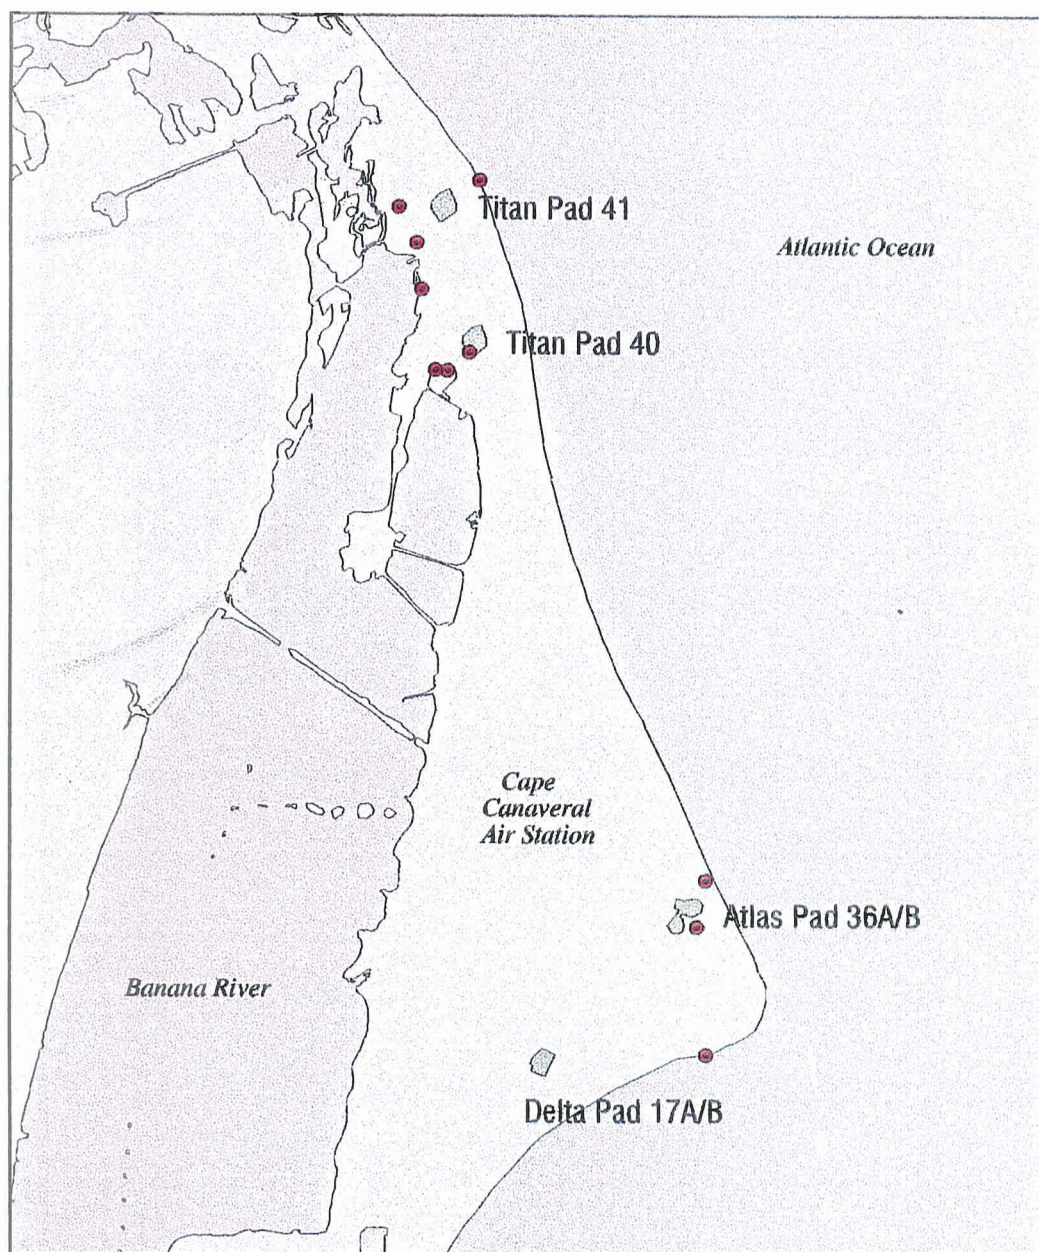 Titan Pad 41
Atlantic Ocean
Titan Pad 40
Cape
Canaveral
Air Station
Atlas Pad 36A/B
Banana River
Delta Pad 17A/B